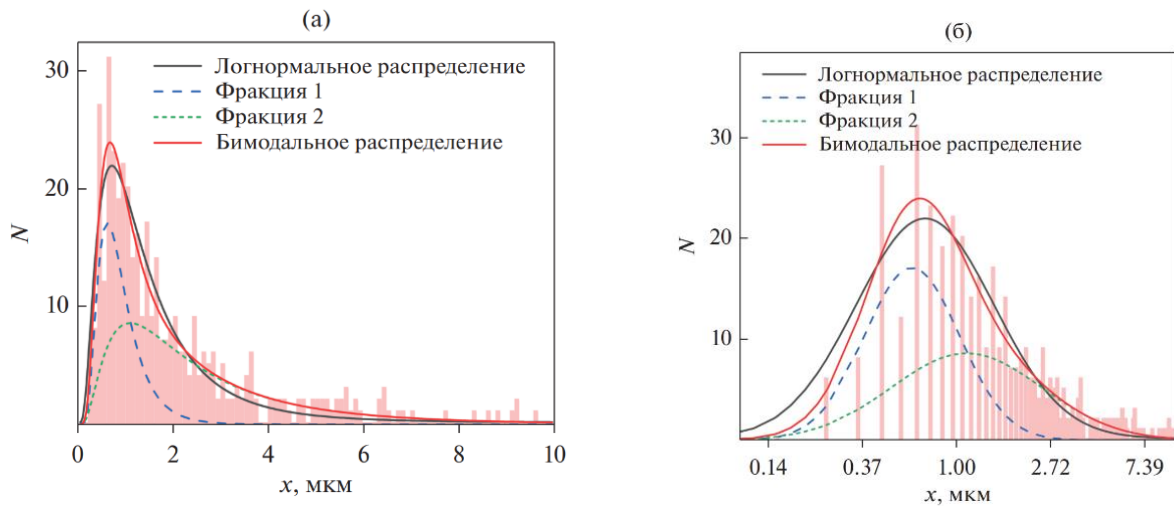 (а)
30
20
10
N
Логнормальное распределение
Фракция 1
Фракция 2
Бимодальное распределение
0 2 4 6 8 10
x, мкм
(б)
30
20
10
N
Логнормальное распределение
Фракция 1
Фракция 2
Бимодальное распределение
0.14 0.37 1.00 2.72 7.39
x, мкм